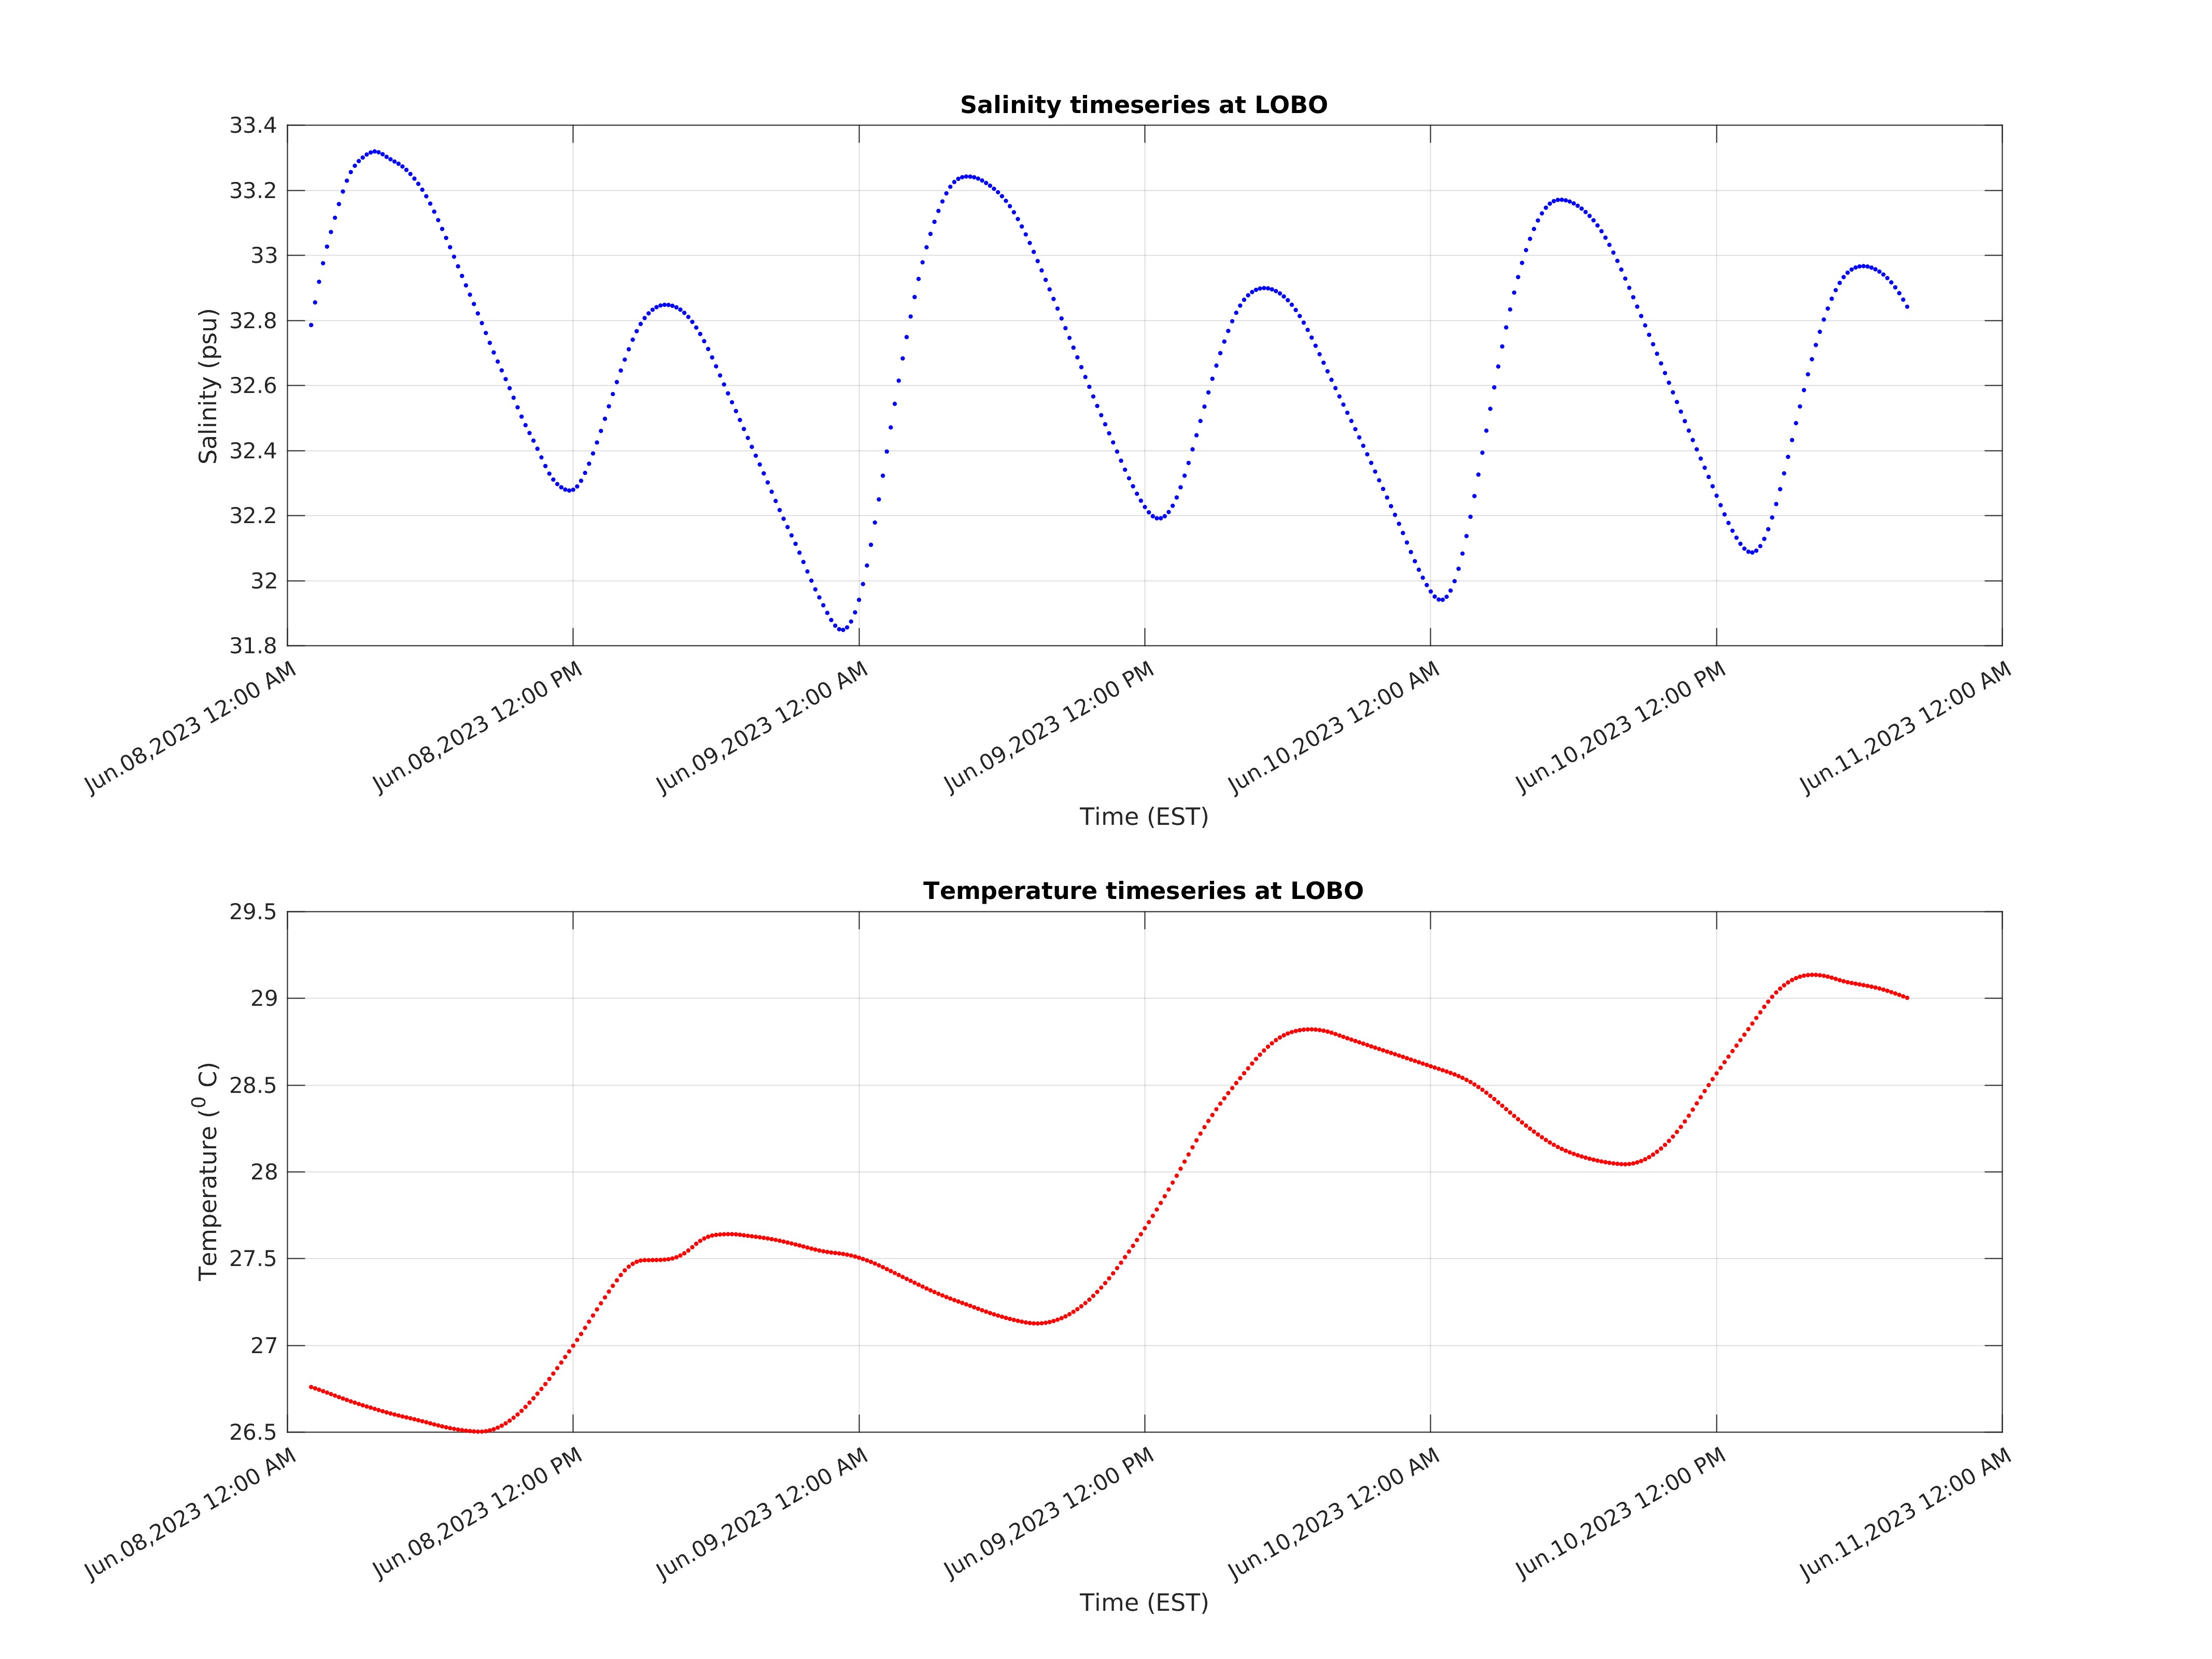 Salinity timeseries at LOBO
33.4
33.2
33
32.8
32.6
32.4
32.2
32
31.8
Salinity (psu)
Jun.08,2023 12:00 AM
Jun.08,2023 12:00 PM
Jun.09,2023 12:00 AM
Jun.09,2023 12:00 PM
Jun.10,2023 12:00 AM
Jun.10,2023 12:00 PM
Jun.11,2023 12:00 AM
Time (EST)
Temperature timeseries at LOBO
29.5
29
28.5
28
27.5
27
26.5
Temperature (⁰ C)
Jun.08,2023 12:00 AM
Jun.08,2023 12:00 PM
Jun.09,2023 12:00 AM
Jun.09,2023 12:00 PM
Jun.10,2023 12:00 AM
Jun.10,2023 12:00 PM
Jun.11,2023 12:00 AM
Time (EST)